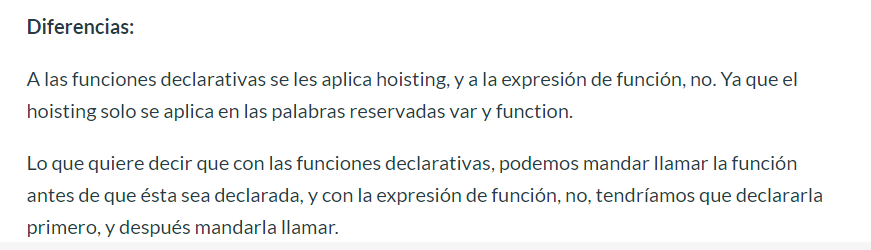 Diferencias:
A las funciones declarativas se les aplica hoisting, y a la expresión de función, no. Ya que el
hoisting solo se aplica en las palabras reservadas var y function.
Lo que quiere decir que con las funciones declarativas, podemos mandar llamar la función
antes de que ésta sea declarada, y con la expresión de función, no, tendríamos que declararla
primero, y después mandarla llamar.